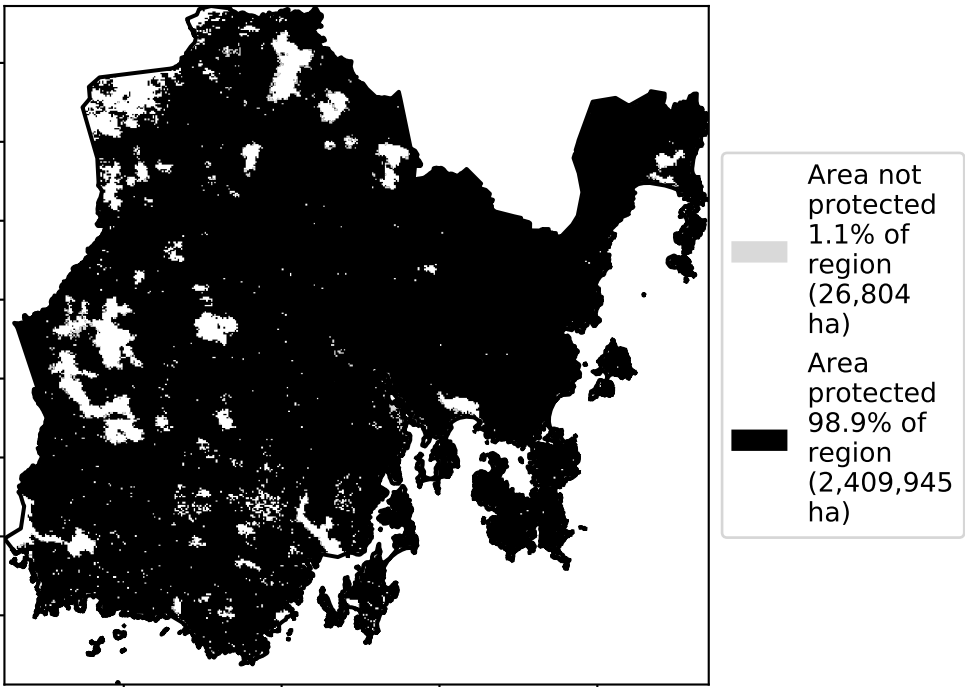 Area not
protected
1.1% of
region
(26,804
ha)
Area
protected
98.9% of
region
(2,409,945
ha)